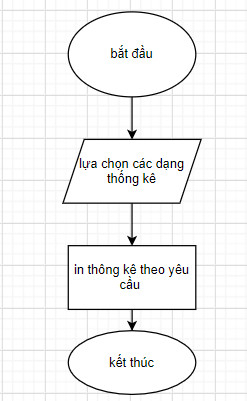 bắt đầu
lựa chọn các dạng
thống kê
in thông kê theo yêu
cầu
kết thúc